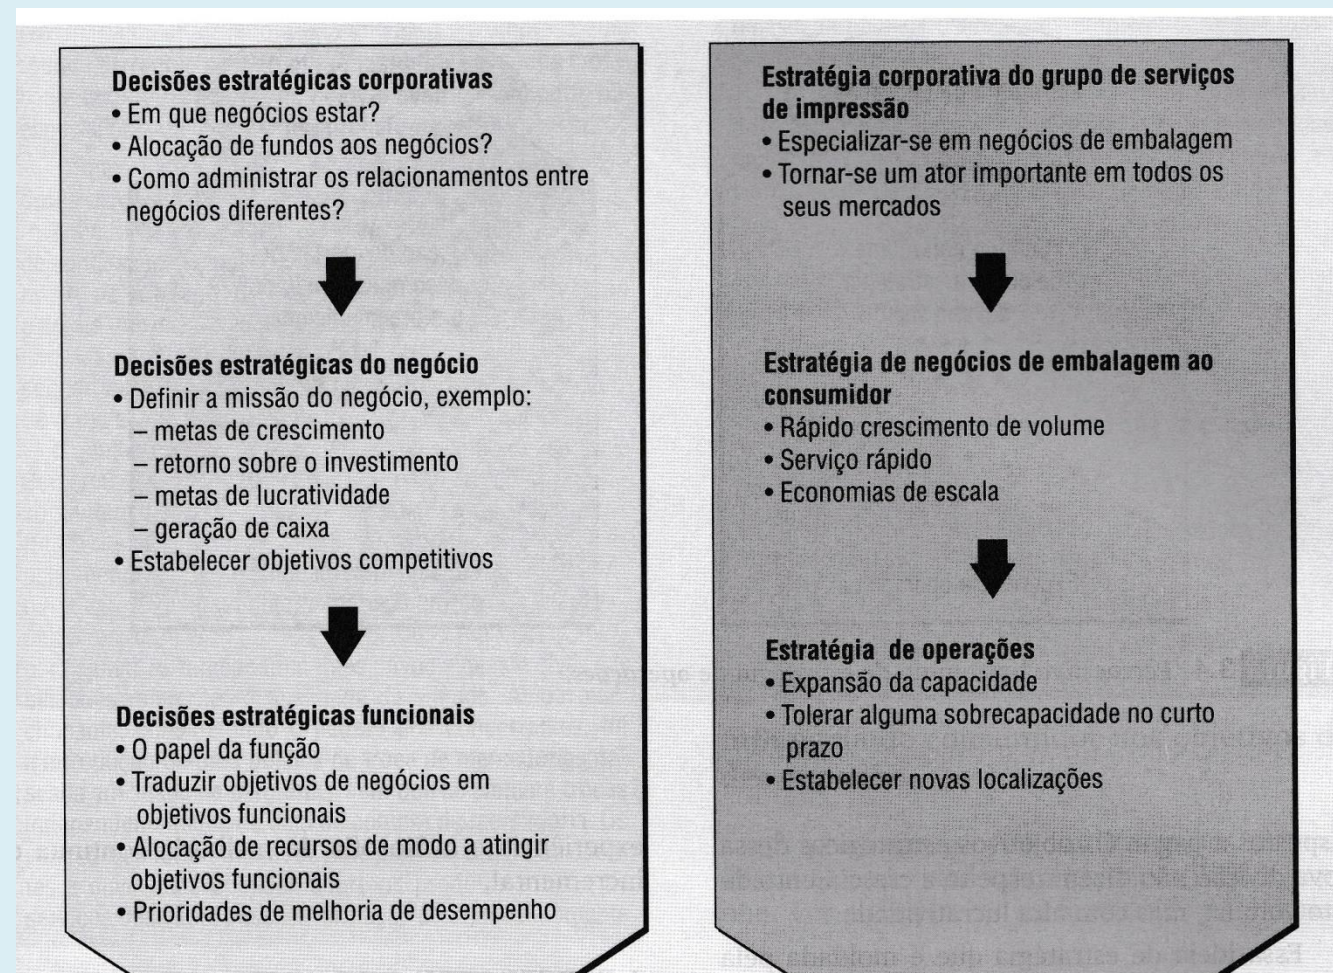 Decisões estratégicas corporativas
• Em que negócios estar?
• Alocação de fundos aos negócios?
• Como administrar os relacionamentos entre
negócios diferentes?
Decisões estratégicas do negócio
• Definir a missão do negócio, exemplo:
– metas de crescimento
– retorno sobre o investimento
– metas de lucratividade
– geração de caixa
• Estabelecer objetivos competitivos
Decisões estratégicas funcionais
• O papel da função
• Traduzir objetivos de negócios em
objetivos funcionais
• Alocação de recursos de modo a atingir
objetivos funcionais
• Prioridades de melhoria de desempenho
Estratégia corporativa do grupo de serviços
de impressão
• Especializar-se em negócios de embalagem
• Tornar-se um ator importante em todos os
seus mercados
Estratégia de negócios de embalagem ao
consumidor
• Rápido crescimento de volume
• Serviço rápido
• Economias de escala
Estratégia de operações
• Expansão da capacidade
• Tolerar alguma sobrecapacidade no curto
prazo
• Estabelecer novas localizações